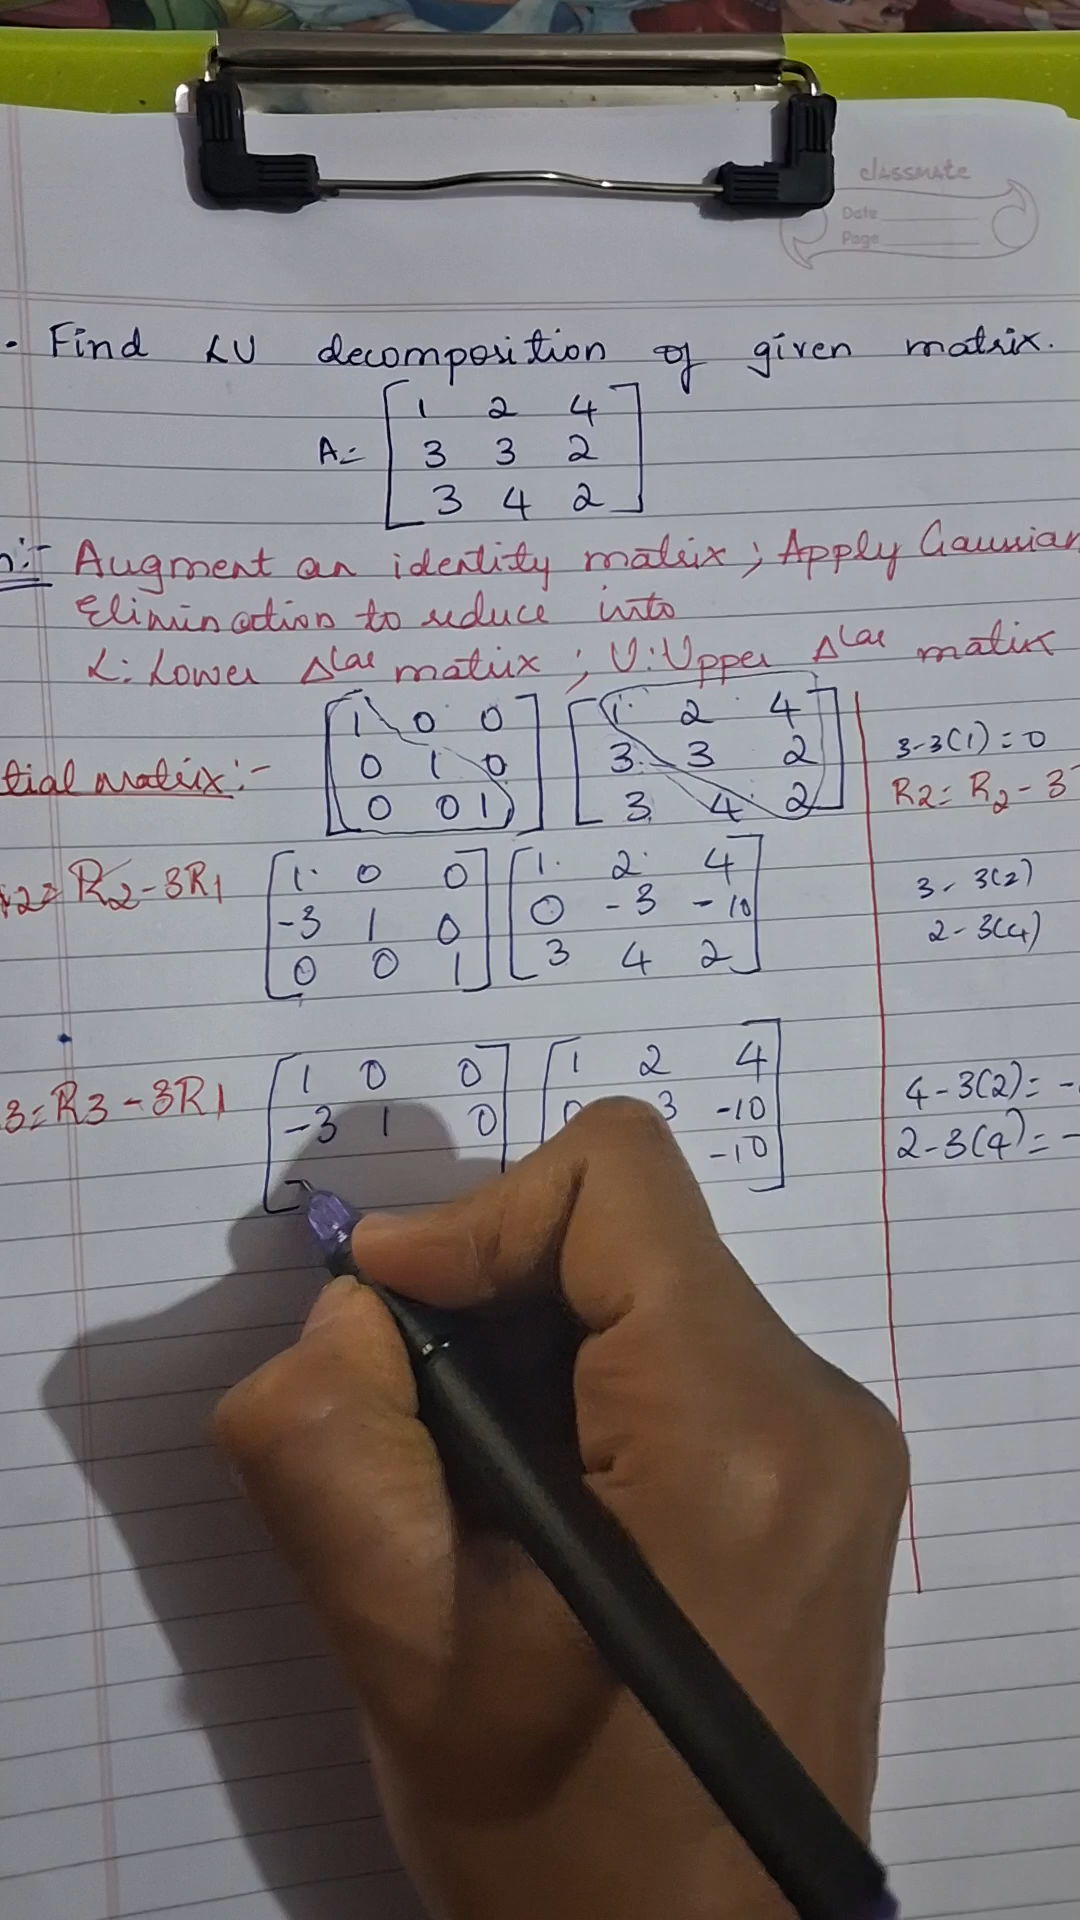 classmate
Date
Page
. Find LU decomposition of given matrix.
A= [1 2 4
3 3 2
3 4 2]
n:- Augment an identity matrix ; Apply Gaussian
Elimination to reduce into
L: Lower Δlar matrix ; U: Upper Δlar matrix
tial matrix :- [1 0 0 [1 2 4
0 1 0 3 3 2
0 0 1] 3 4 2]
3-3(1) = 0
R2 = R2 - 3
2 = R2 - 3R1 [1 0 0 [1 2 4
-3 1 0 0 -3 -10
0 0 1] 3 4 2]
3 - 3(2)
2 - 3(4)
3 = R3 - 3R1 [1 0 0 [1 2 4
-3 1 0 3 -10
-10]
4 - 3(2) = -
2 - 3(4) = -